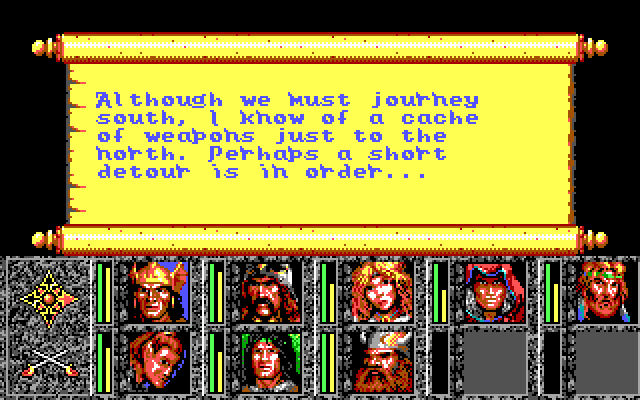 Although we must journey
south, I know of a cache
of weapons just to the
north. Perhaps a short
detour is in order...